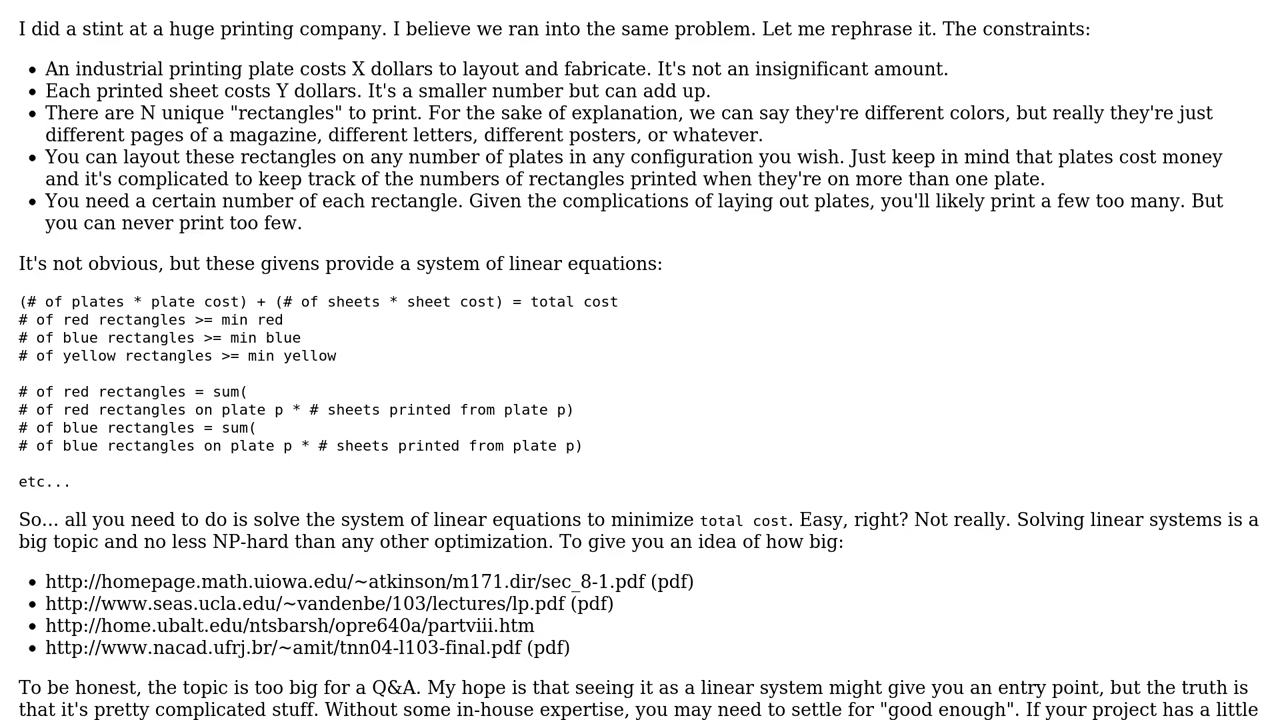 I did a stint at a huge printing company. I believe we ran into the same problem. Let me rephrase it. The constraints:
• An industrial printing plate costs X dollars to layout and fabricate. It's not an insignificant amount.
• Each printed sheet costs Y dollars. It's a smaller number but can add up.
• There are N unique "rectangles" to print. For the sake of explanation, we can say they're different colors, but really they're just
different pages of a magazine, different letters, different posters, or whatever.
• You can layout these rectangles on any number of plates in any configuration you wish. Just keep in mind that plates cost money
and it's complicated to keep track of the numbers of rectangles printed when they're on more than one plate.
• You need a certain number of each rectangle. Given the complications of laying out plates, you'll likely print a few too many. But
you can never print too few.
It's not obvious, but these givens provide a system of linear equations:
(# of plates * plate cost) + (# of sheets * sheet cost) = total cost
# of red rectangles >= min red
# of blue rectangles >= min blue
# of yellow rectangles >= min yellow
# of red rectangles = sum(
# of red rectangles on plate p * # sheets printed from plate p)
# of blue rectangles = sum(
# of blue rectangles on plate p * # sheets printed from plate p)
etc...
So... all you need to do is solve the system of linear equations to minimize total cost. Easy, right? Not really. Solving linear systems is a
big topic and no less NP-hard than any other optimization. To give you an idea of how big:
• http://homepage.math.uiowa.edu/~atkinson/m171.dir/sec_8-1.pdf (pdf)
• http://www.seas.ucla.edu/~vandenbe/103/lectures/lp.pdf (pdf)
• http://home.ubalt.edu/ntsbarsh/opre640a/partviii.htm
• http://www.nacad.ufrj.br/~amit/tnn04-l103-final.pdf (pdf)
To be honest, the topic is too big for a Q&A. My hope is that seeing it as a linear system might give you an entry point, but the truth is
that it's pretty complicated stuff. Without some in-house expertise, you may need to settle for "good enough". If your project has a little